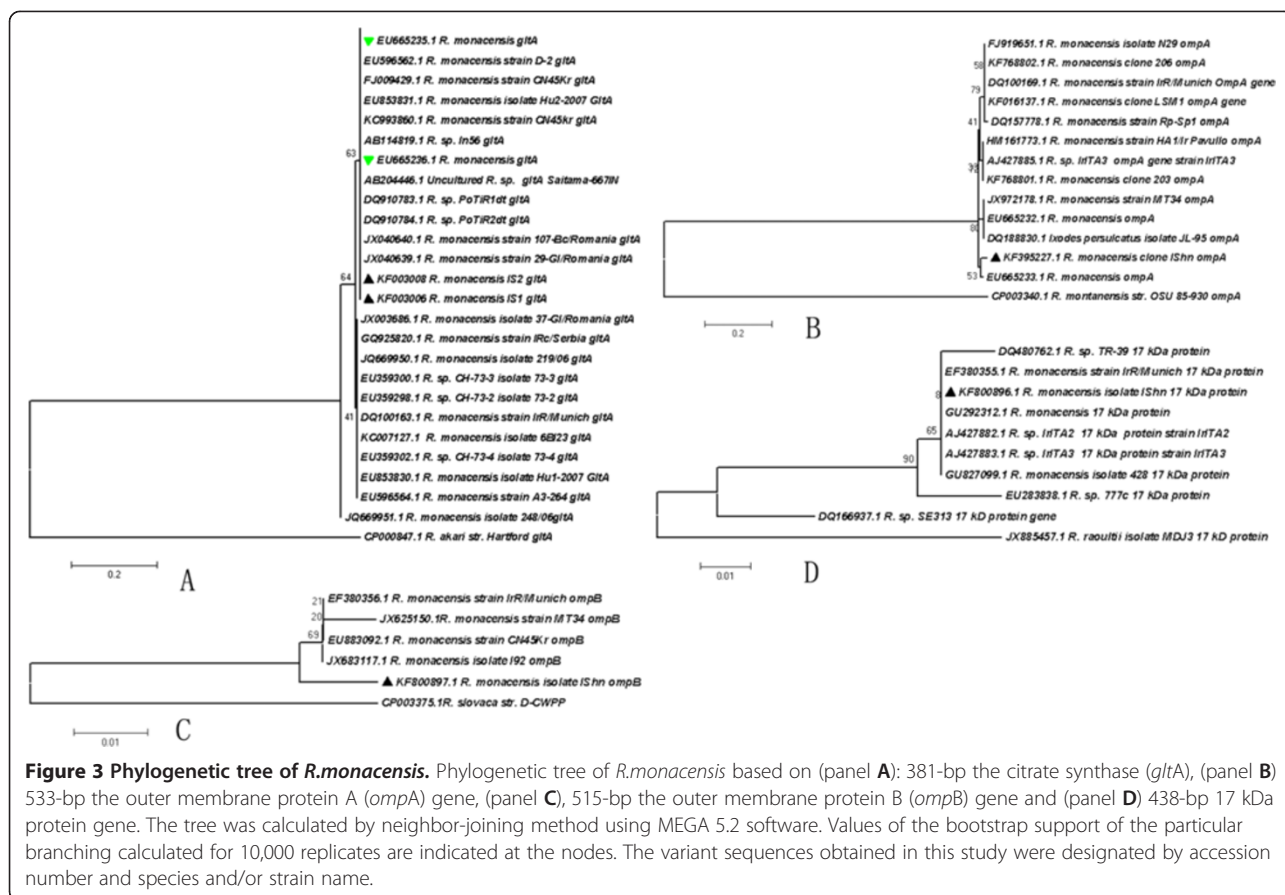 EU665235.1 R. monacensis gltA
EU596562.1 R. monacensis strain D-2 gltA
FJ009429.1 R. monacensis strain CN45Kr gltA
EU853831.1 R. monacensis isolate Hu2-2007 GltA
KC993860.1 R. monacensis strain CN45kr gltA
AB114819.1 R. sp. In56 gltA
63
EU665236.1 R. monacensis gltA
AB204446.1 Uncultured R. sp. gltA Saitama-667IN
DQ910783.1 R. sp. PoTiR1dt gltA
DQ910784.1 R. sp. PoTiR2dt gltA
JX040640.1 R. monacensis strain 107-Bc/Romania gltA
JX040639.1 R. monacensis strain 29-Gl/Romania gltA
64
KF003008 R. monacensis IS2 gltA
KF003006 R. monacensis IS1 gltA
JX003686.1 R. monacensis isolate 37-Gl/Romania gltA
GQ925820.1 R. monacensis strain IRc/Serbia gltA
JQ669950.1 R. monacensis isolate 219/06 gltA
EU359300.1 R. sp. CH-73-3 isolate 73-3 gltA
EU359298.1 R. sp. CH-73-2 isolate 73-2 gltA
41
DQ100163.1 R. monacensis strain IrR/Munich gltA
KC007127.1 R. monacensis isolate 6BI23 gltA
EU359302.1 R. sp. CH-73-4 isolate 73-4 gltA
EU853830.1 R. monacensis isolate Hu1-2007 GltA
EU596564.1 R. monacensis strain A3-264 gltA
JQ669951.1 R. monacensis isolate 248/06gltA
CP000847.1 R. akari str. Hartford gltA
0.2
A
FJ919651.1 R. monacensis isolate N29 ompA
58
KF768802.1 R. monacensis clone 206 ompA
DQ100169.1 R. monacensis strain IrR/Munich OmpA gene
79
KF016137.1 R. monacensis clone LSM1 ompA gene
41
DQ157778.1 R. monacensis strain Rp-Sp1 ompA
HM161773.1 R. monacensis strain HA1/Ir Pavullo ompA
AJ427885.1 R. sp. IrITA3 ompA gene strain IrITA3
KF768801.1 R. monacensis clone 203 ompA
JX972178.1 R. monacensis strain MT34 ompA
EU665232.1 R. monacensis ompA
80
DQ188830.1 Ixodes persulcatus isolate JL-95 ompA
KF395227.1 R. monacensis clone IShn ompA
53
EU665233.1 R. monacensis ompA
CP003340.1 R. montanensis str. OSU 85-930 ompA
0.2
B
DQ480762.1 R. sp. TR-39 17 kDa protein
EF380355.1 R. monacensis strain IrR/Munich 17 kDa protein
8
KF800896.1 R. monacensis isolate IShn 17 kDa protein
GU292312.1 R. monacensis 17 kDa protein
65
AJ427882.1 R. sp. IrITA2 17 kDa protein strain IrITA2
AJ427883.1 R. sp. IrITA3 17 kDa protein strain IrITA3
90
GU827099.1 R. monacensis isolate 428 17 kDa protein
EU283838.1 R. sp. 777c 17 kDa protein
DQ166937.1 R. sp. SE313 17 kD protein gene
JX885457.1 R. raoultii isolate MDJ3 17 kD protein
0.01
D
21
EF380356.1 R. monacensis strain IrR/Munich ompB
20
JX625150.1R. monacensis strain MT34 ompB
69
EU883092.1 R. monacensis strain CN45Kr ompB
JX683117.1 R. monacensis isolate I92 ompB
KF800897.1 R. monacensis isolate IShn ompB
CP003375.1R. slovaca str. D-CWPP
0.01
C
Figure 3 Phylogenetic tree of R.monacensis. Phylogenetic tree of R.monacensis based on (panel A): 381-bp the citrate synthase (gltA), (panel B)
533-bp the outer membrane protein A (ompA) gene, (panel C), 515-bp the outer membrane protein B (ompB) gene and (panel D) 438-bp 17 kDa
protein gene. The tree was calculated by neighbor-joining method using MEGA 5.2 software. Values of the bootstrap support of the particular
branching calculated for 10,000 replicates are indicated at the nodes. The variant sequences obtained in this study were designated by accession
number and species and/or strain name.